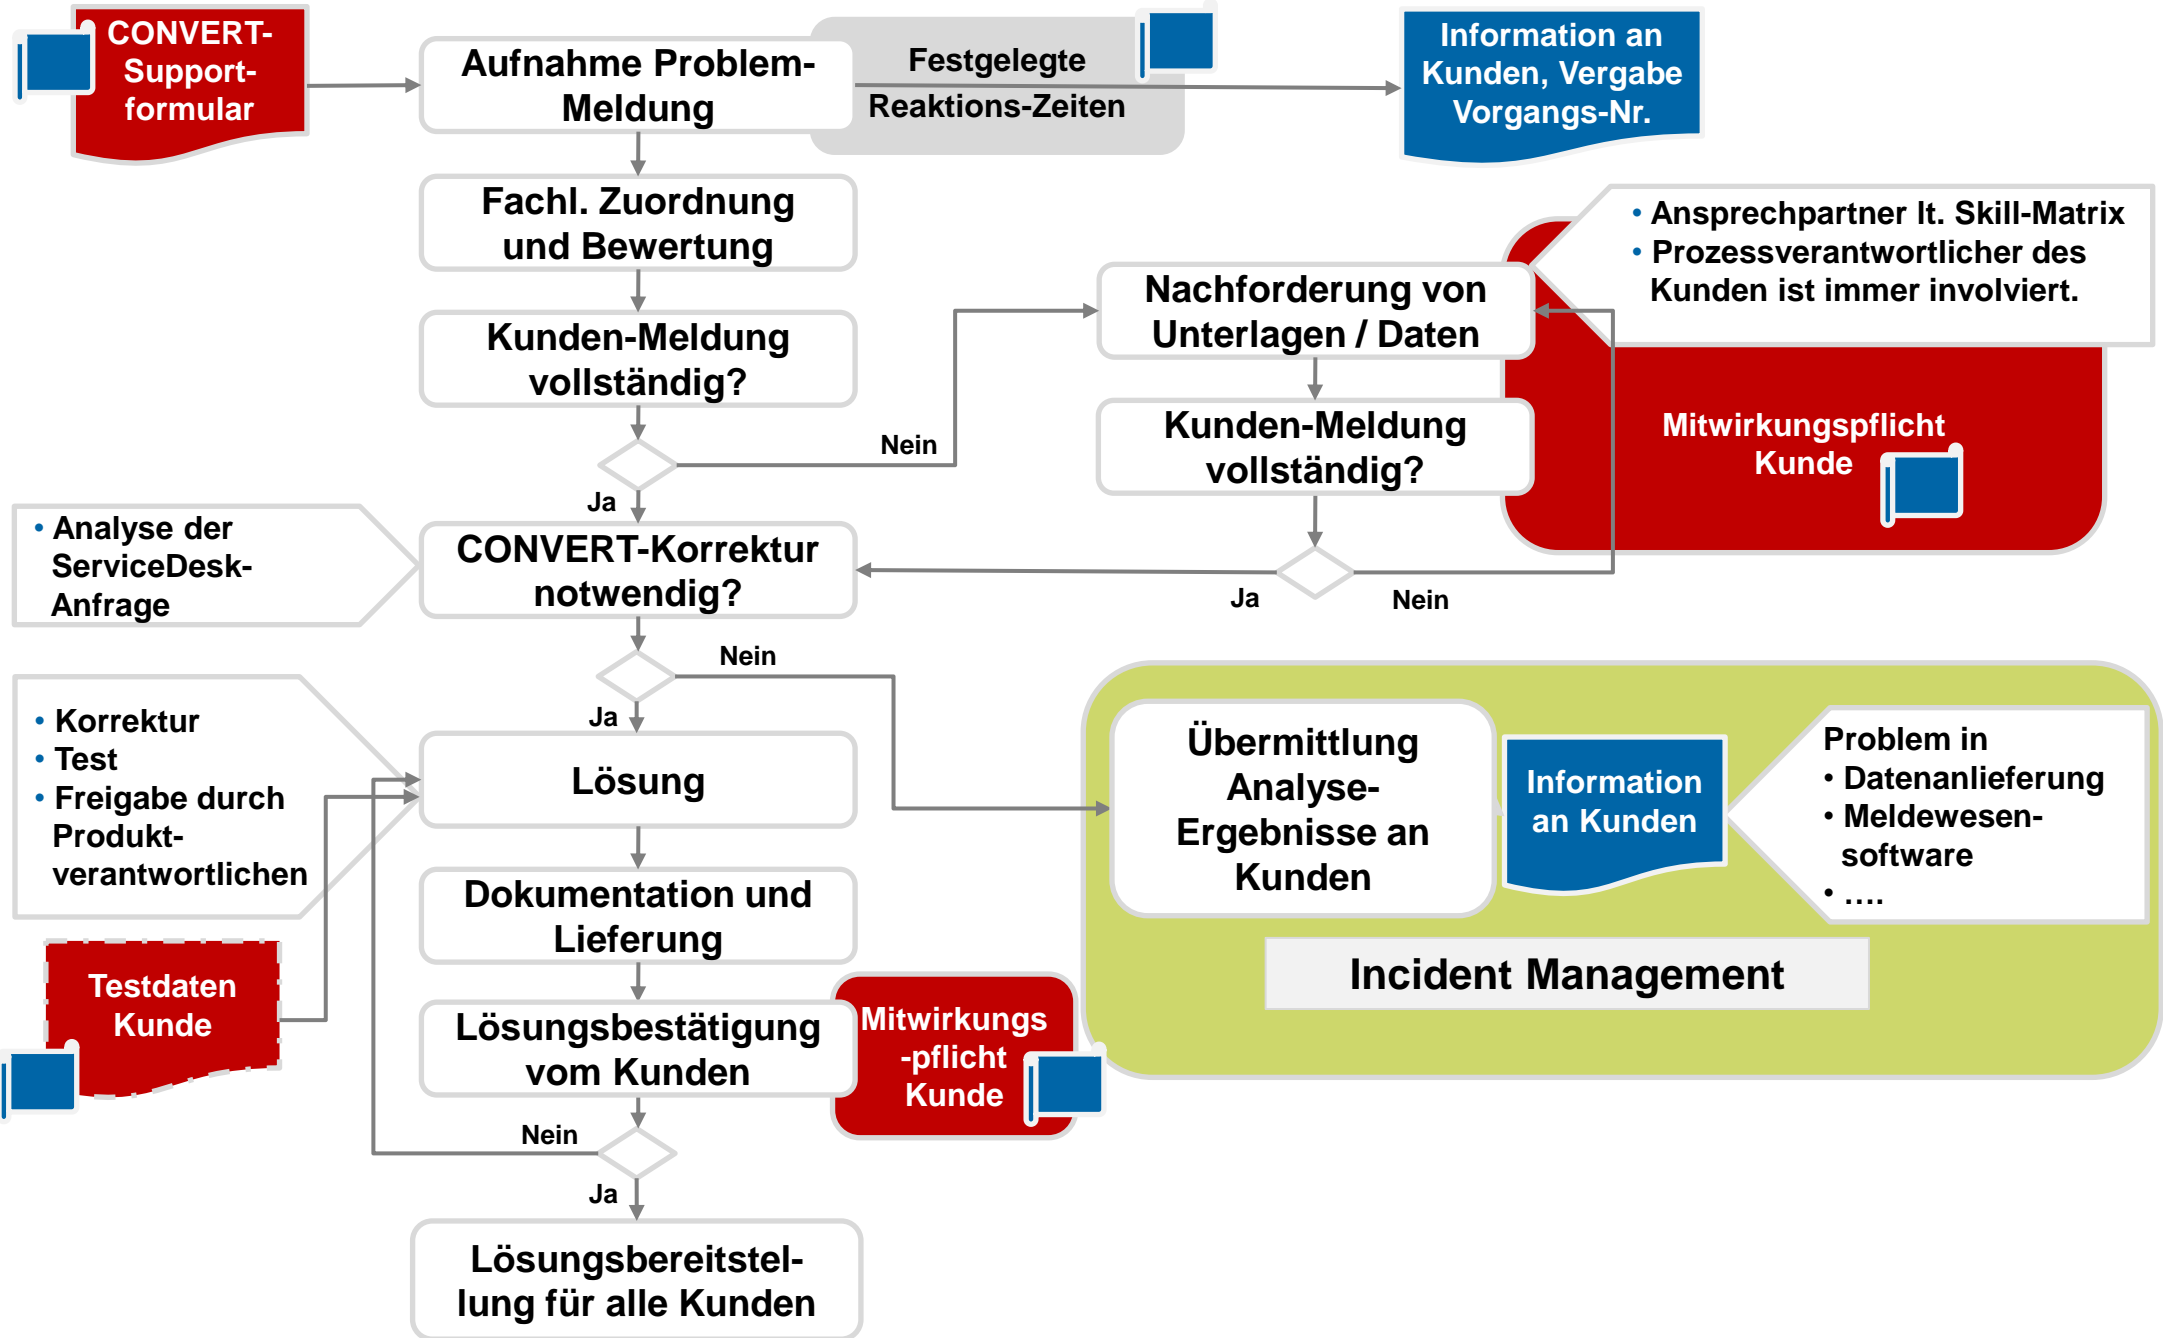 CONVERT-
Support-
formular
Aufnahme Problem-
Meldung
Festgelegte
Reaktions-Zeiten
Information an
Kunden, Vergabe
Vorgangs-Nr.
Fachl. Zuordnung
und Bewertung
• Ansprechpartner lt. Skill-Matrix
• Prozessverantwortlicher des
Kunden ist immer involviert.
Nachforderung von
Unterlagen / Daten
Kunden-Meldung
vollständig?
Kunden-Meldung
vollständig?
Mitwirkungspflicht
Kunde
Nein
Ja
• Analyse der
ServiceDesk-
Anfrage
CONVERT-Korrektur
notwendig?
Ja
Nein
Nein
Ja
• Korrektur
• Test
• Freigabe durch
Produkt-
verantwortlichen
Lösung
Übermittlung
Analyse-
Ergebnisse an
Kunden
Information
an Kunden
Problem in
• Datenanlieferung
• Meldewesen-
software
• ....
Dokumentation und
Lieferung
Incident Management
Testdaten
Kunde
Lösungsbestätigung
vom Kunden
Mitwirkungs
-pflicht
Kunde
Nein
Ja
Lösungsbereitstel-
lung für alle Kunden